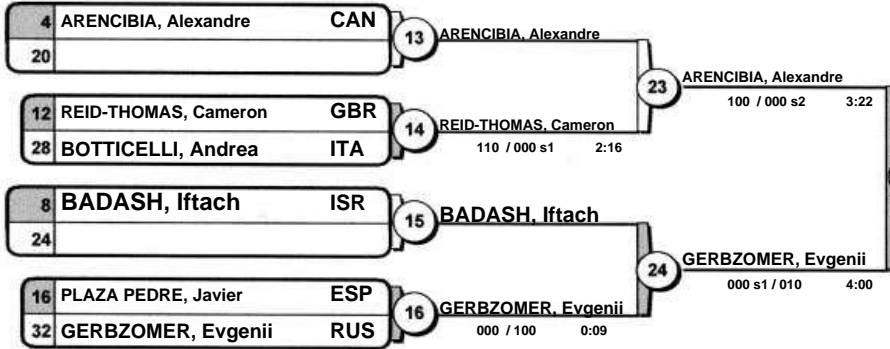 4 ARENCIBIA, Alexandre CAN
20
13
ARENCIBIA, Alexandre
12 REID-THOMAS, Cameron GBR
28 BOTTICELLI, Andrea ITA
14
REID-THOMAS, Cameron
110 / 000 s1 2:16
23
ARENCIBIA, Alexandre
100 / 000 s2 3:22
8 BADASH, Iftach ISR
24
15
BADASH, Iftach
16 PLAZA PEDRE, Javier ESP
32 GERBZOMER, Evgenii RUS
16
GERBZOMER, Evgenii
000 / 100 0:09
24
GERBZOMER, Evgenii
000 s1 / 010 4:00